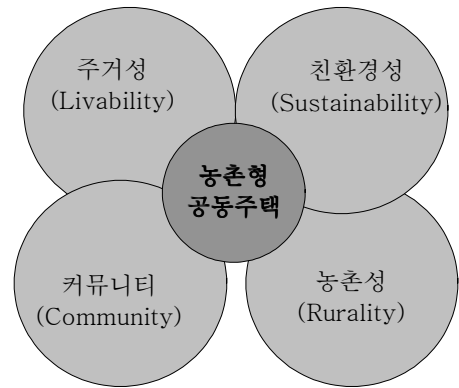 주거성
(Livability)
친환경성
(Sustainability)
농촌형
공동주택
커뮤니티
(Community)
농촌성
(Rurality)